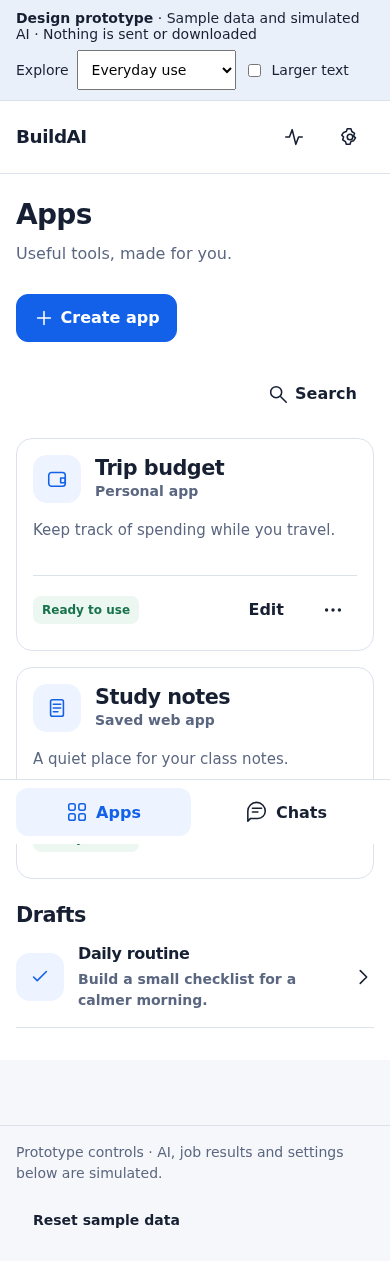 Design prototype · Sample data and simulated
AI · Nothing is sent or downloaded
Explore Everyday use Larger text
BuildAI
Apps
Useful tools, made for you.
Create app
Search
Trip budget
Personal app
Keep track of spending while you travel.
Ready to use Edit
Study notes
Saved web app
A quiet place for your class notes.
Apps Chats
Drafts
Daily routine
Build a small checklist for a
calmer morning.
Prototype controls · AI, job results and settings
below are simulated.
Reset sample data